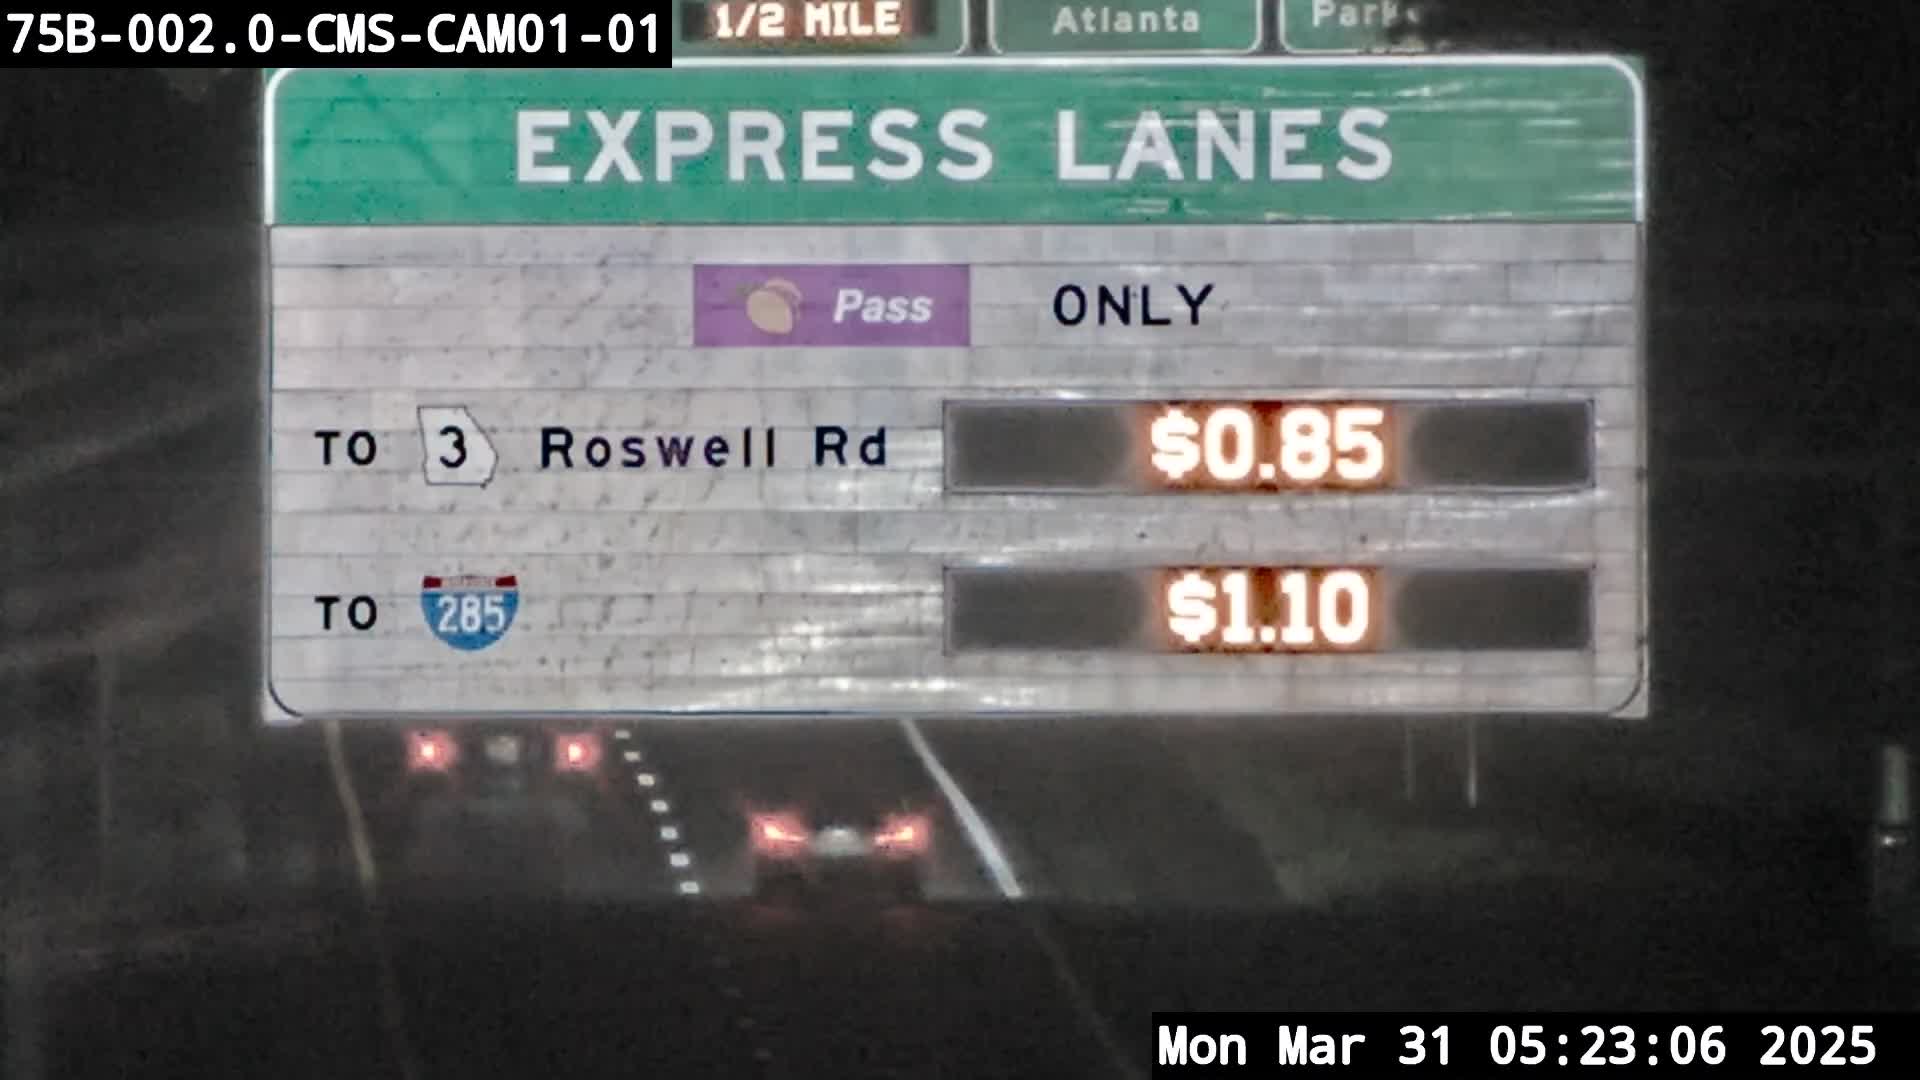 75B-002.0-CMS-CAM01-01
1/2 MILE
Atlanta
Park
EXPRESS LANES
Pass ONLY
TO 3 Roswell Rd $0.85
TO 285 $1.10
Mon Mar 31 05:23:06 2025